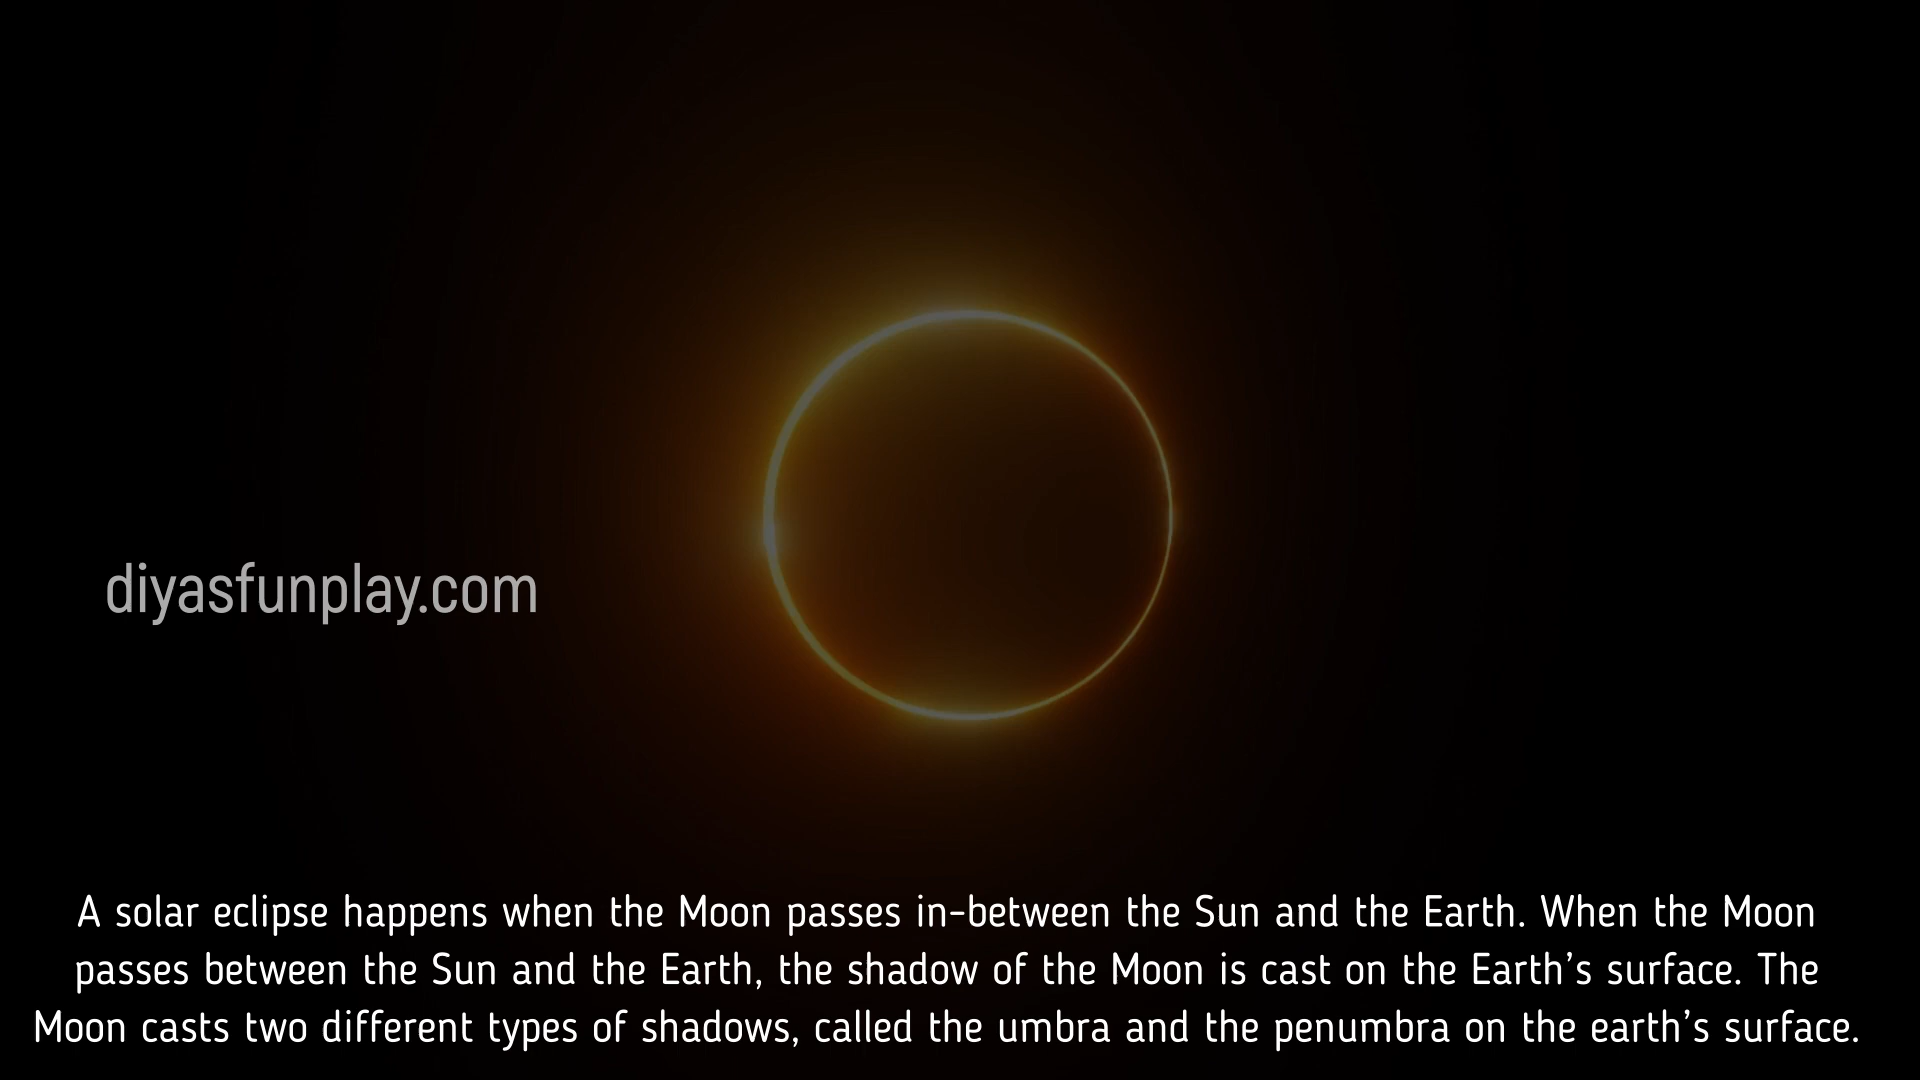 diyasfunplay.com
A solar eclipse happens when the Moon passes in-between the Sun and the Earth. When the Moon
passes between the Sun and the Earth, the shadow of the Moon is cast on the Earth’s surface. The
Moon casts two different types of shadows, called the umbra and the penumbra on the earth’s surface.